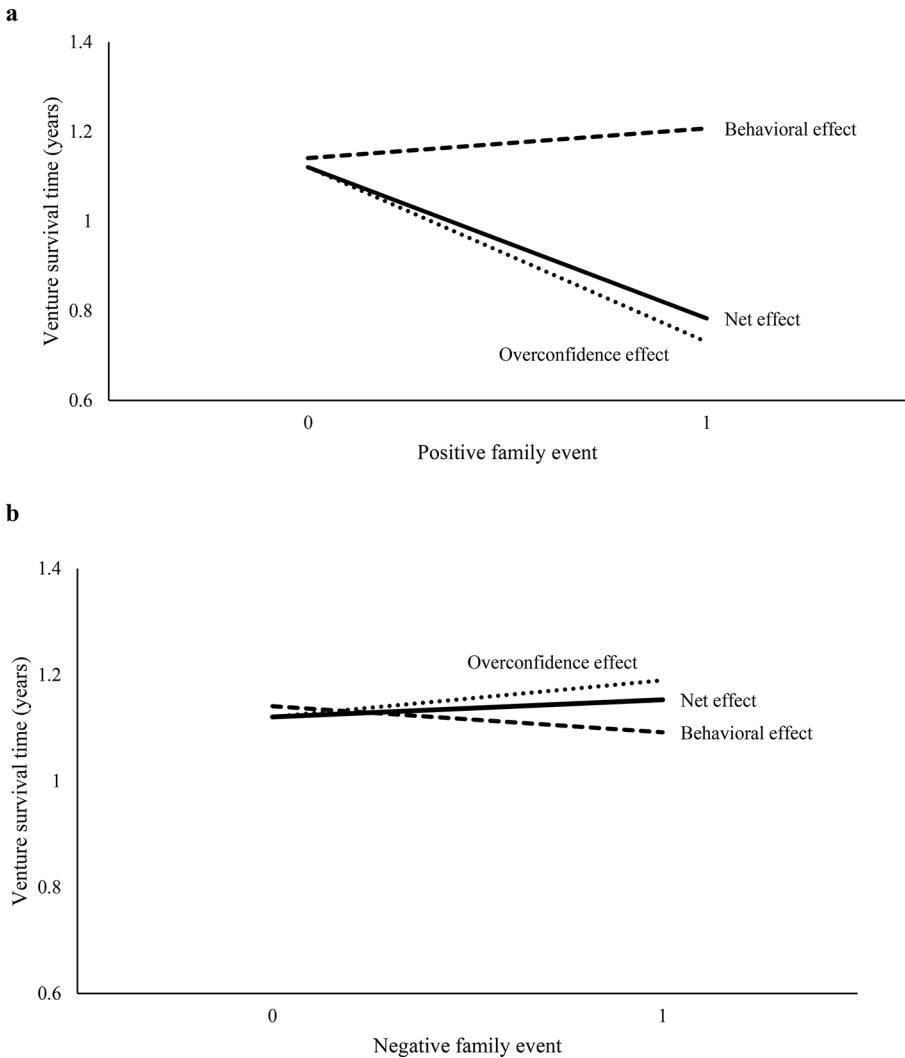 a
1.4
1.2
1
0.8
0.6
Venture survival time (years)
Behavioral effect
Net effect
Overconfidence effect
0
1
Positive family event
b
1.4
1.2
1
0.8
0.6
Venture survival time (years)
Overconfidence effect
Net effect
Behavioral effect
0
1
Negative family event